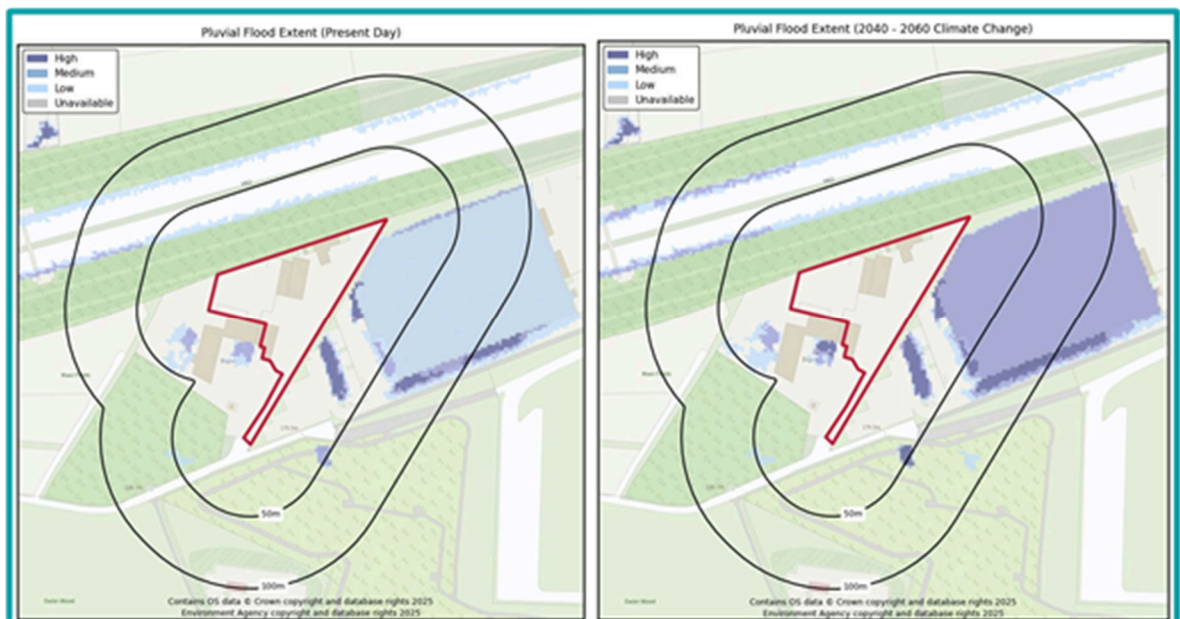 Pluvial Flood Extent (Present Day)
High
Medium
Low
Unavailable
50m
100m
Contains OS data © Crown copyright and database rights 2025
Environment Agency copyright and database rights 2025
Pluvial Flood Extent (2040 - 2060 Climate Change)
High
Medium
Low
Unavailable
50m
100m
Contains OS data © Crown copyright and database rights 2025
Environment Agency copyright and database rights 2025